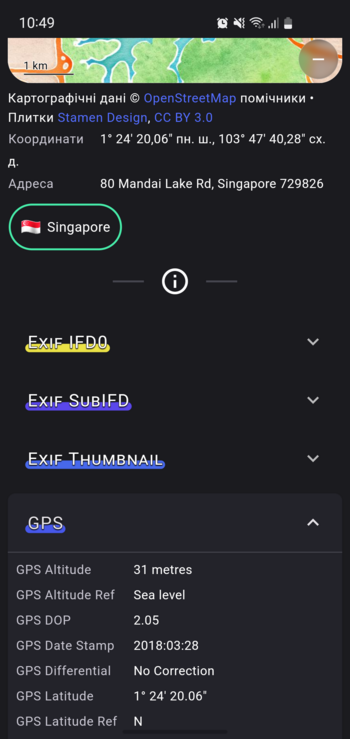 10:49
1 km
Картографічні дані © OpenStreetMap помічники •
Плитки Stamen Design, CC BY 3.0
Координати 1° 24' 20,06" пн. ш., 103° 47' 40,28" сх.
д.
Адреса 80 Mandai Lake Rd, Singapore 729826
Singapore
Exif IFD0
Exif SubIFD
Exif Thumbnail
GPS
GPS Altitude 31 metres
GPS Altitude Ref Sea level
GPS DOP 2.05
GPS Date Stamp 2018:03:28
GPS Differential No Correction
GPS Latitude 1° 24' 20.06"
GPS Latitude Ref N